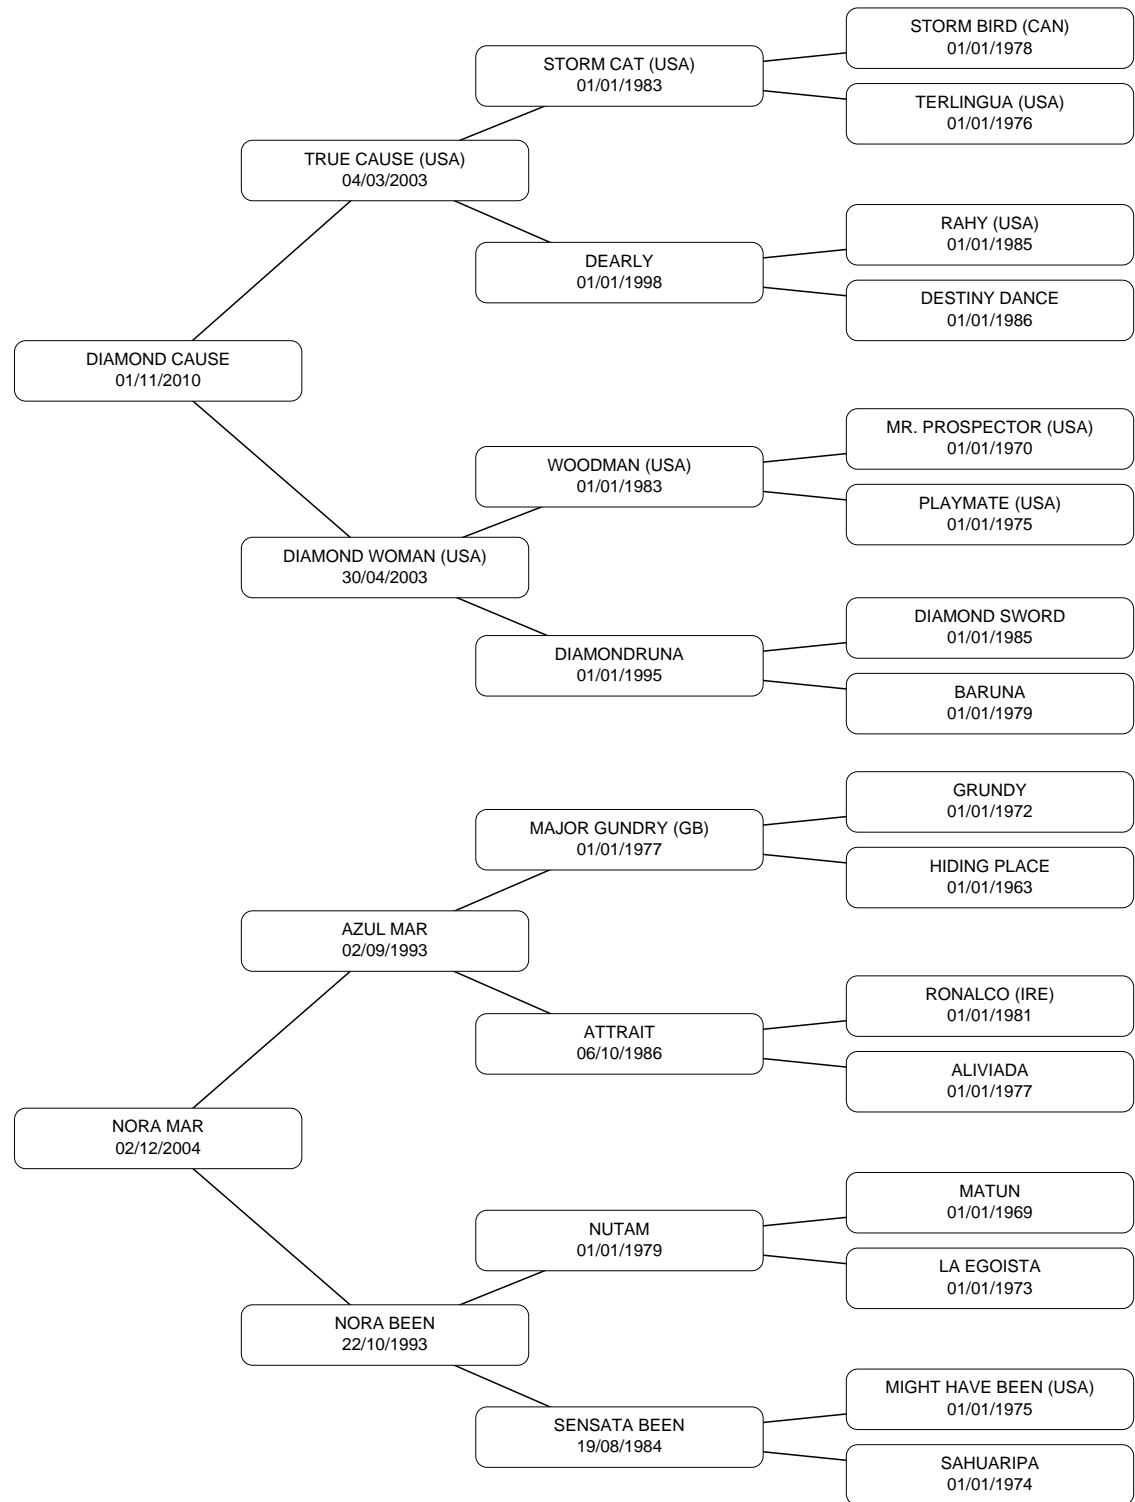 STORM BIRD (CAN)
01/01/1978
STORM CAT (USA)
01/01/1983
TERLINGUA (USA)
01/01/1976
TRUE CAUSE (USA)
04/03/2003
RAHY (USA)
01/01/1985
DEARLY
01/01/1998
DESTINY DANCE
01/01/1986
DIAMOND CAUSE
01/11/2010
MR. PROSPECTOR (USA)
01/01/1970
WOODMAN (USA)
01/01/1983
PLAYMATE (USA)
01/01/1975
DIAMOND WOMAN (USA)
30/04/2003
DIAMOND SWORD
01/01/1985
DIAMONDRUNA
01/01/1995
BARUNA
01/01/1979
GRUNDY
01/01/1972
MAJOR GUNDRY (GB)
01/01/1977
HIDING PLACE
01/01/1963
AZUL MAR
02/09/1993
RONALCO (IRE)
01/01/1981
ATTRAIT
06/10/1986
ALIVIADA
01/01/1977
NORA MAR
02/12/2004
MATUN
01/01/1969
NUTAM
01/01/1979
LA EGOISTA
01/01/1973
NORA BEEN
22/10/1993
MIGHT HAVE BEEN (USA)
01/01/1975
SENSATA BEEN
19/08/1984
SAHUARIPA
01/01/1974